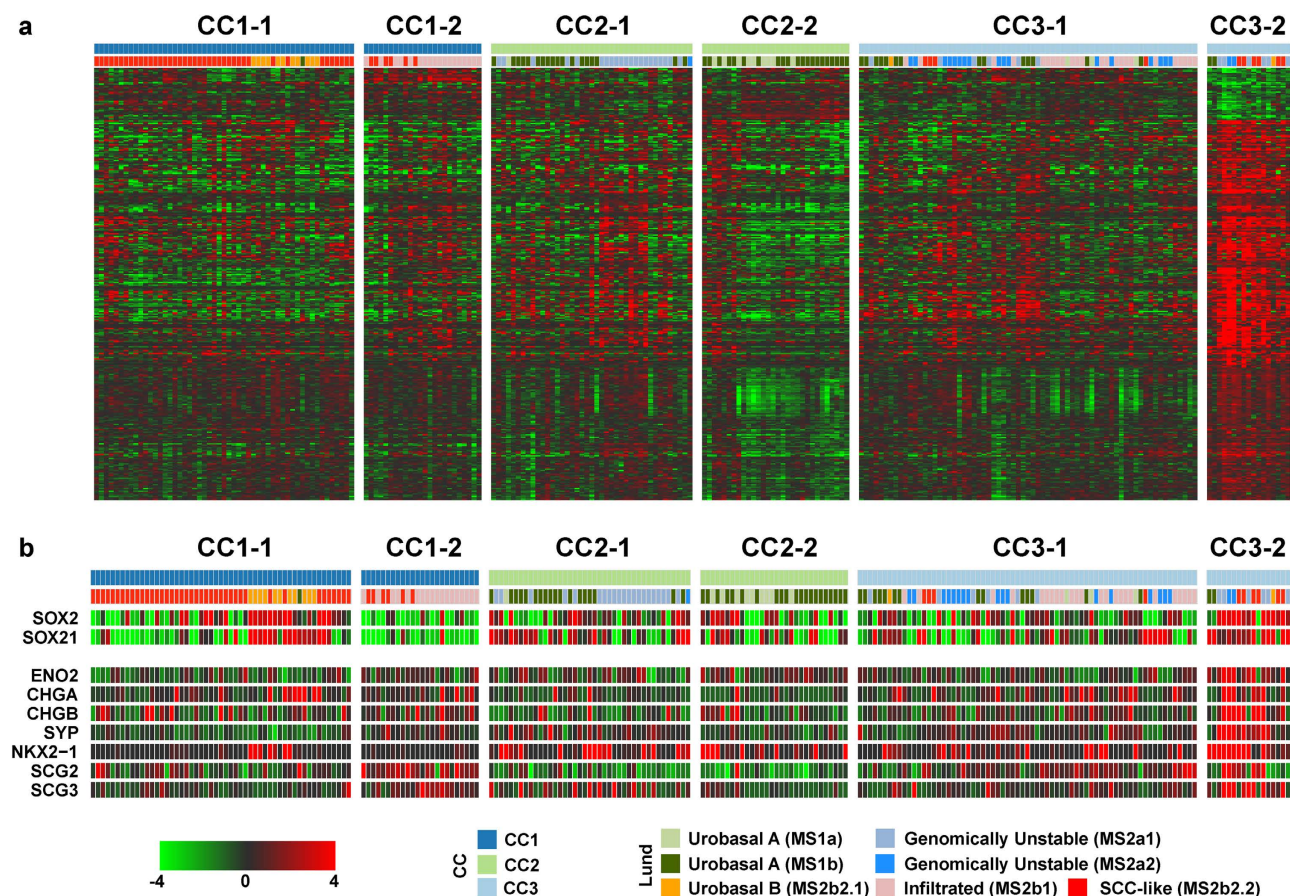 a CC1-1 CC1-2 CC2-1 CC2-2 CC3-1 CC3-2
b CC1-1 CC1-2 CC2-1 CC2-2 CC3-1 CC3-2
SOX2
SOX21
ENO2
CHGA
CHGB
SYP
NKX2−1
SCG2
SCG3
-4 0 4
CC
CC1
CC2
CC3
Lund
Urobasal A (MS1a)
Urobasal A (MS1b)
Urobasal B (MS2b2.1)
Genomically Unstable (MS2a1)
Genomically Unstable (MS2a2)
Infiltrated (MS2b1)
SCC-like (MS2b2.2)